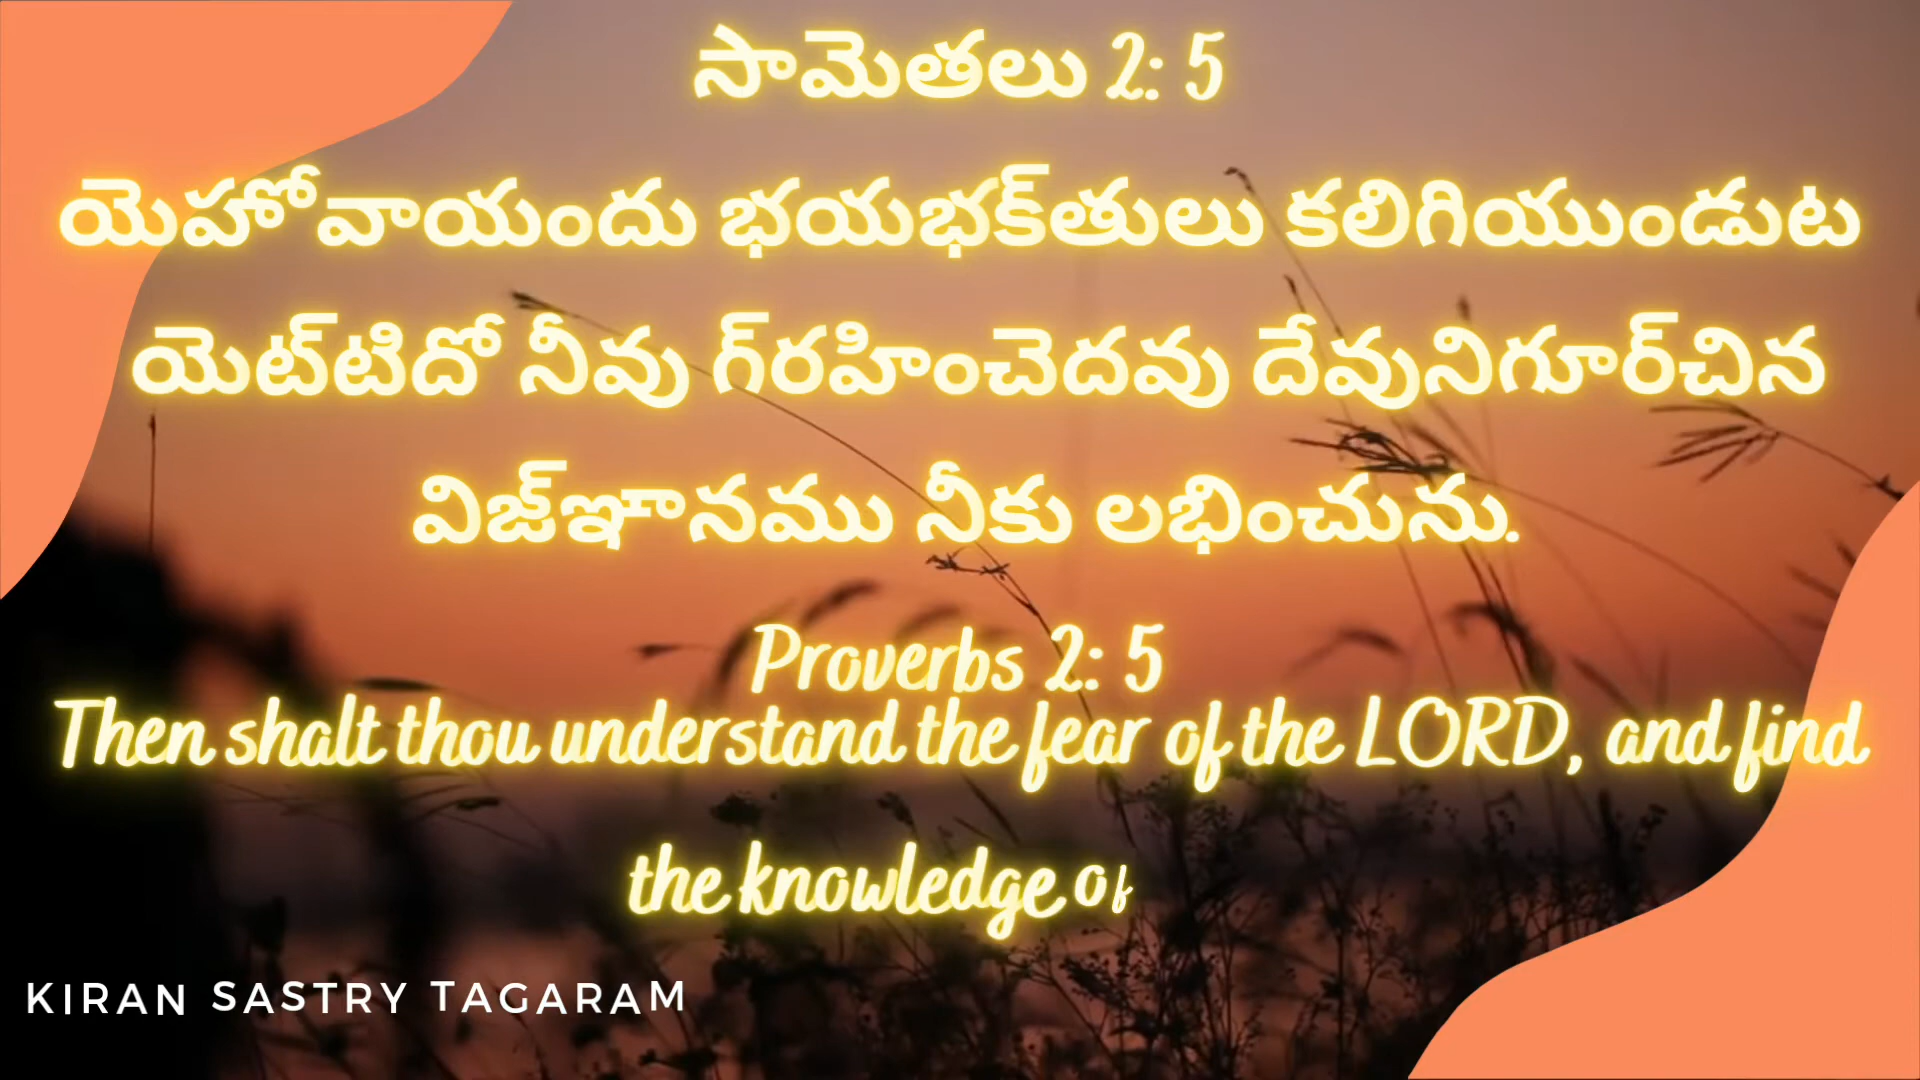 సామెతలు 2: 5
యెహోవాయందు భయభక్‌తులు కలిగియుండుట
యెట్‌టిదో నీవు గ్‌రహించెదవు దేవునిగూర్‌చిన
విజ్‌ఞానము నీకు లభించును.
Proverbs 2: 5
Then shalt thou understand the fear of the LORD, and find
the knowledge of
KIRAN SASTRY TAGARAM